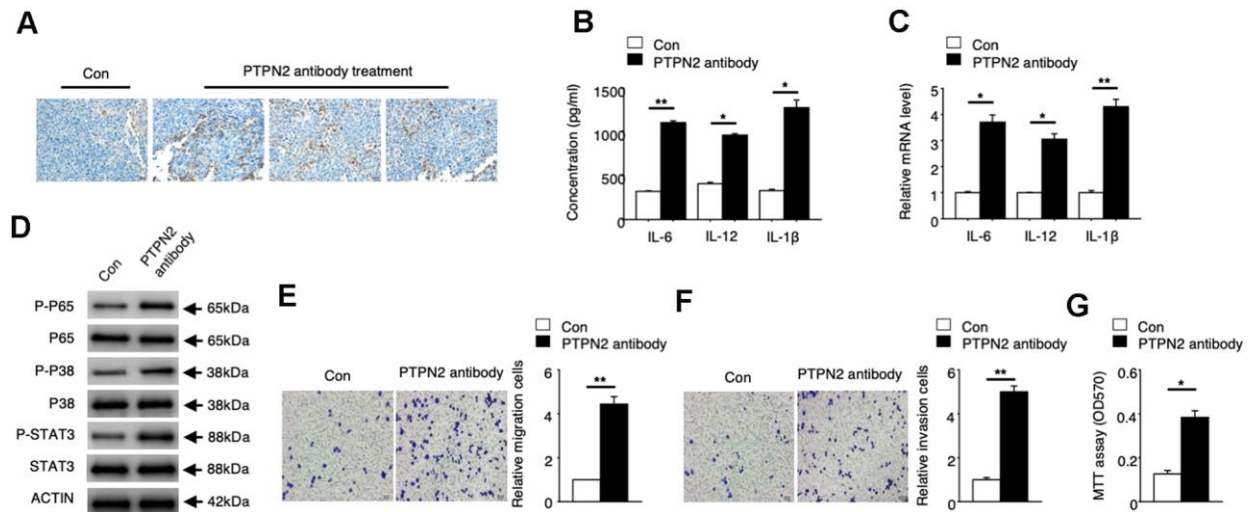 A
Con
PTPN2 antibody treatment
B
Con
PTPN2 antibody
Concentration (pg/ml)
1500
1000
500
0
**
*
*
IL-6
IL-12
IL-1β
C
Con
PTPN2 antibody
Relative mRNA level
5
4
3
2
1
0
*
*
**
IL-6
IL-12
IL-1β
D
Con
PTPN2
antibody
P-P65
65kDa
P65
65kDa
P-P38
38kDa
P38
38kDa
P-STAT3
88kDa
STAT3
88kDa
ACTIN
42kDa
E
Con
PTPN2 antibody
Con
PTPN2 antibody
Relative migration cells
6
4
2
0
**
F
Con
PTPN2 antibody
Con
PTPN2 antibody
Relative invasion cells
6
4
2
0
**
G
Con
PTPN2 antibody
MTT assay (OD570)
0.6
0.4
0.2
0
*